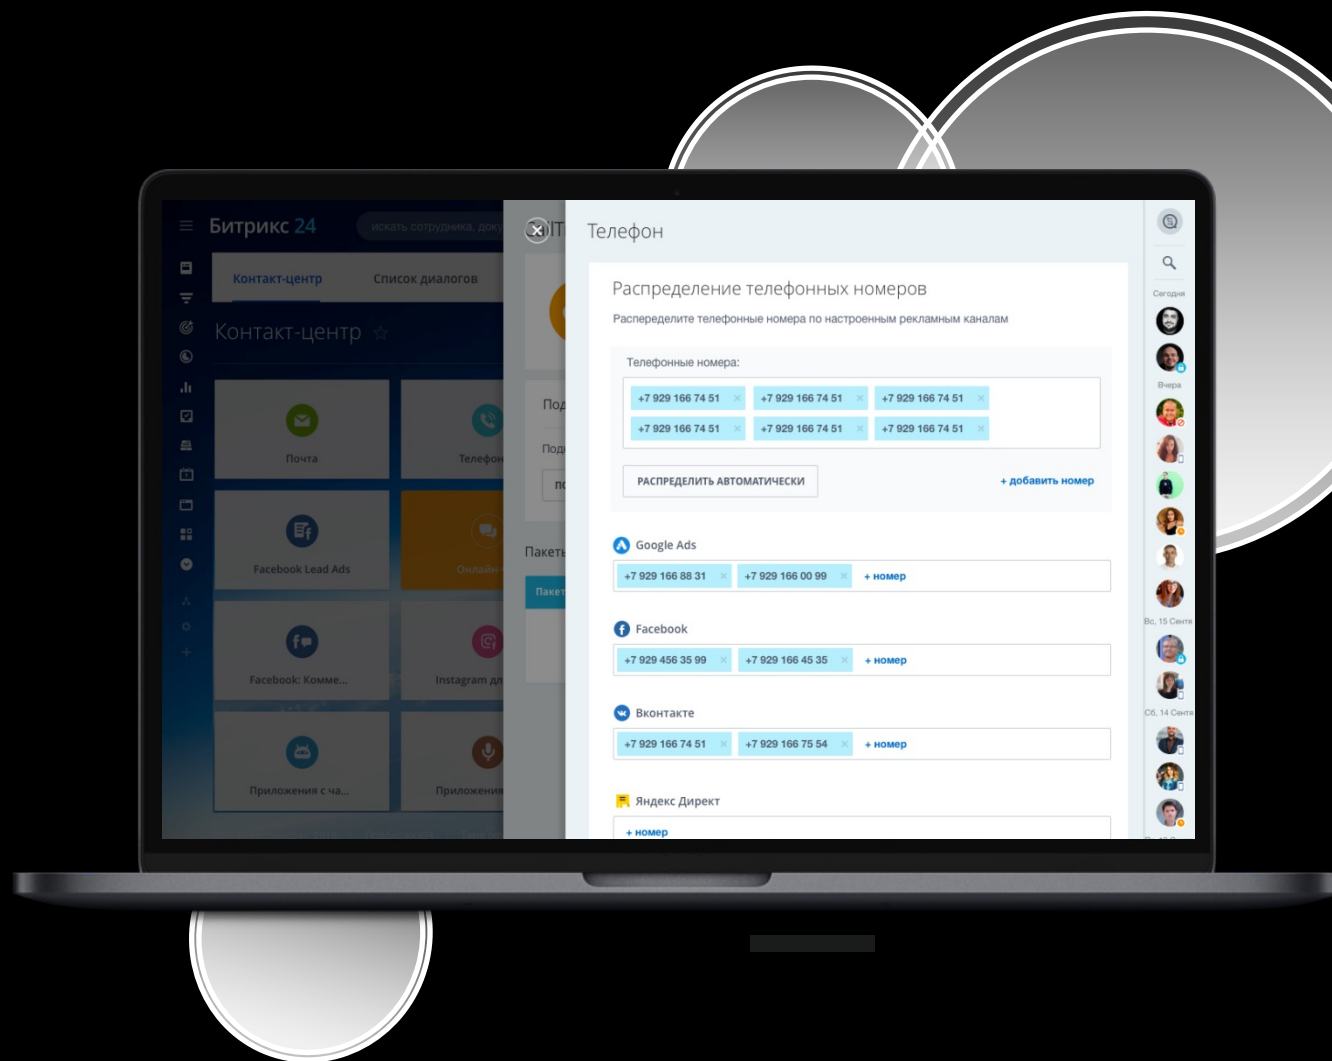 Битрикс 24
искать сотрудника, доку
Контакт-центр
Список диалогов
Контакт-центр
Почта
Телефон
Facebook Lead Ads
Онлайн-
Facebook: Комме...
Instagram дл
Приложения с ча...
Приложения
Под
Пакеты
Пакет
Телефон
Распределение телефонных номеров
Распеределите телефонные номера по настроенным рекламным каналам
Телефонные номера:
+7 929 166 74 51 × +7 929 166 74 51 × +7 929 166 74 51 ×
+7 929 166 74 51 × +7 929 166 74 51 × +7 929 166 74 51 ×
РАСПРЕДЕЛИТЬ АВТОМАТИЧЕСКИ
+ добавить номер
Google Ads
+7 929 166 88 31 × +7 929 166 00 99 × + номер
Facebook
+7 929 456 35 99 × +7 929 166 45 35 × + номер
Вконтакте
+7 929 166 74 51 × +7 929 166 75 54 × + номер
Яндекс Директ
+ номер
Сегодня
Вчера
Вс, 15 Сентя
Сб, 14 Сентя